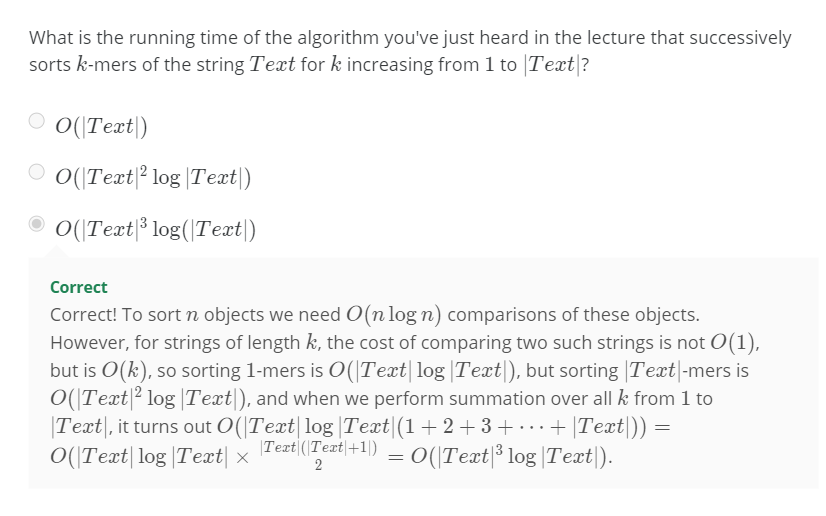 What is the running time of the algorithm you've just heard in the lecture that successively
sorts k-mers of the string Text for k increasing from 1 to |Text|?
O(|Text|)
O(|Text|² log |Text|)
O(|Text|³ log(|Text|)
Correct
Correct! To sort n objects we need O(n log n) comparisons of these objects.
However, for strings of length k, the cost of comparing two such strings is not O(1),
but is O(k), so sorting 1-mers is O(|Text| log |Text|), but sorting |Text|-mers is
O(|Text|² log |Text|), and when we perform summation over all k from 1 to
|Text|, it turns out O(|Text| log |Text|(1 + 2 + 3 + ··· + |Text|)) =
O(|Text| log |Text| × |Text|(|Text|+1|)/2 = O(|Text|³ log |Text|).